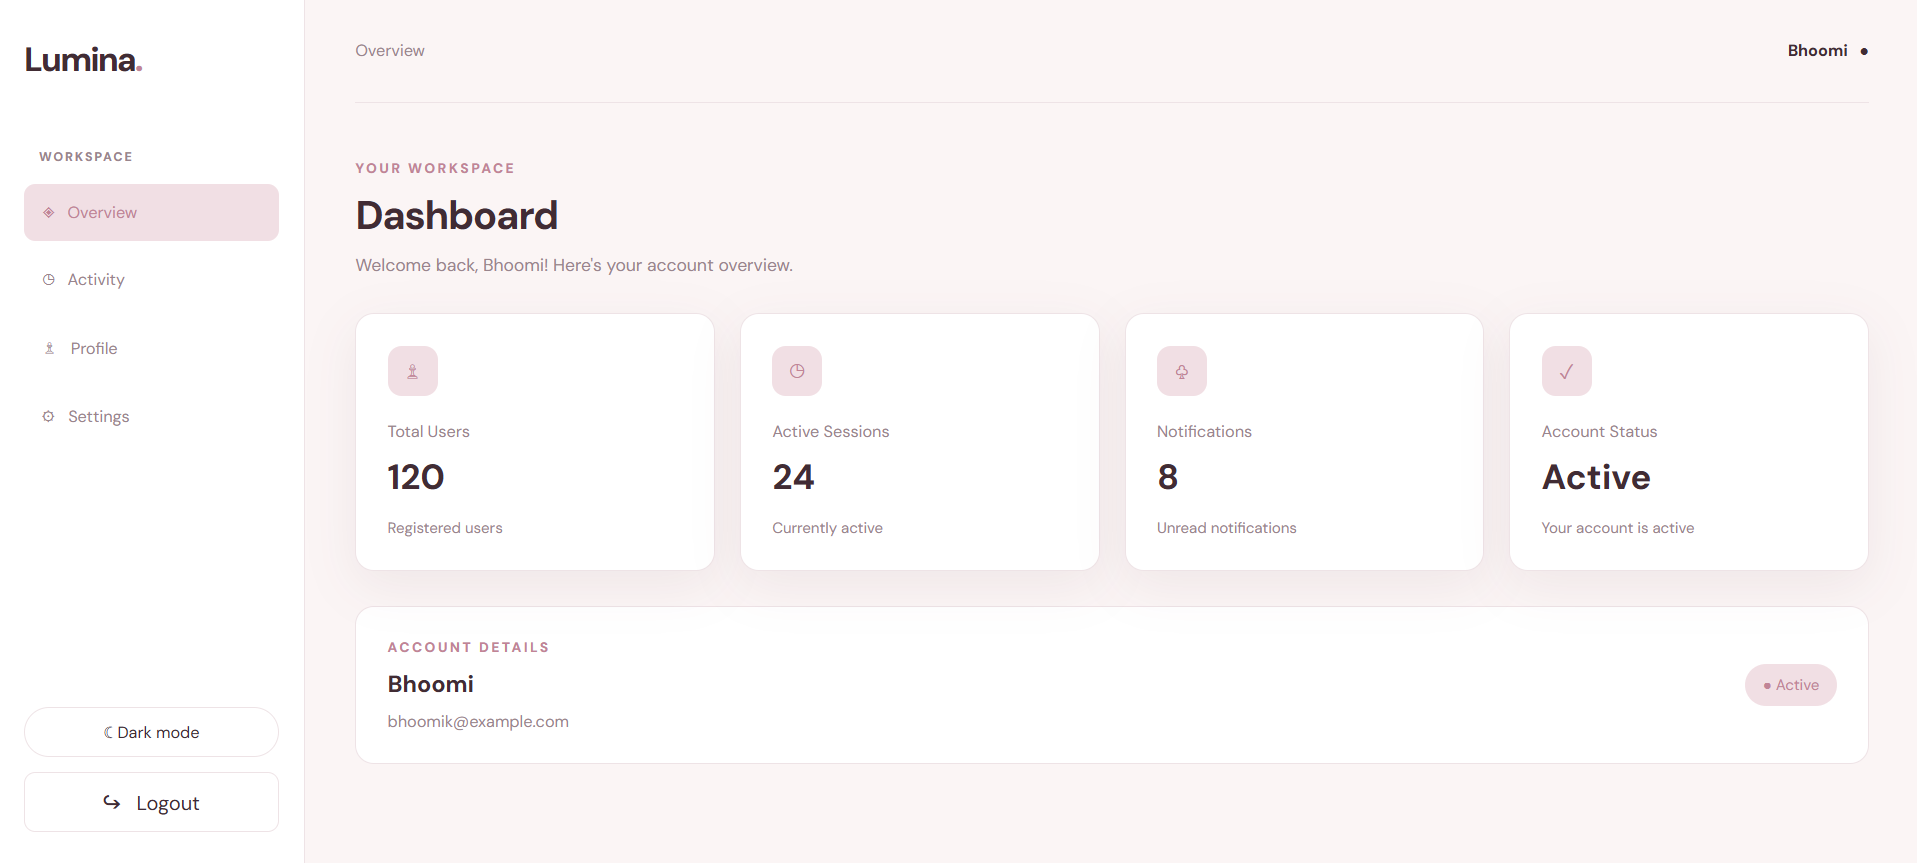 Lumina.
WORKSPACE
Overview
Activity
Profile
Settings
Dark mode
Logout
Overview
Bhoomi
YOUR WORKSPACE
Dashboard
Welcome back, Bhoomi! Here's your account overview.
Total Users
120
Registered users
Active Sessions
24
Currently active
Notifications
8
Unread notifications
Account Status
Active
Your account is active
ACCOUNT DETAILS
Bhoomi
bhoomik@example.com
Active